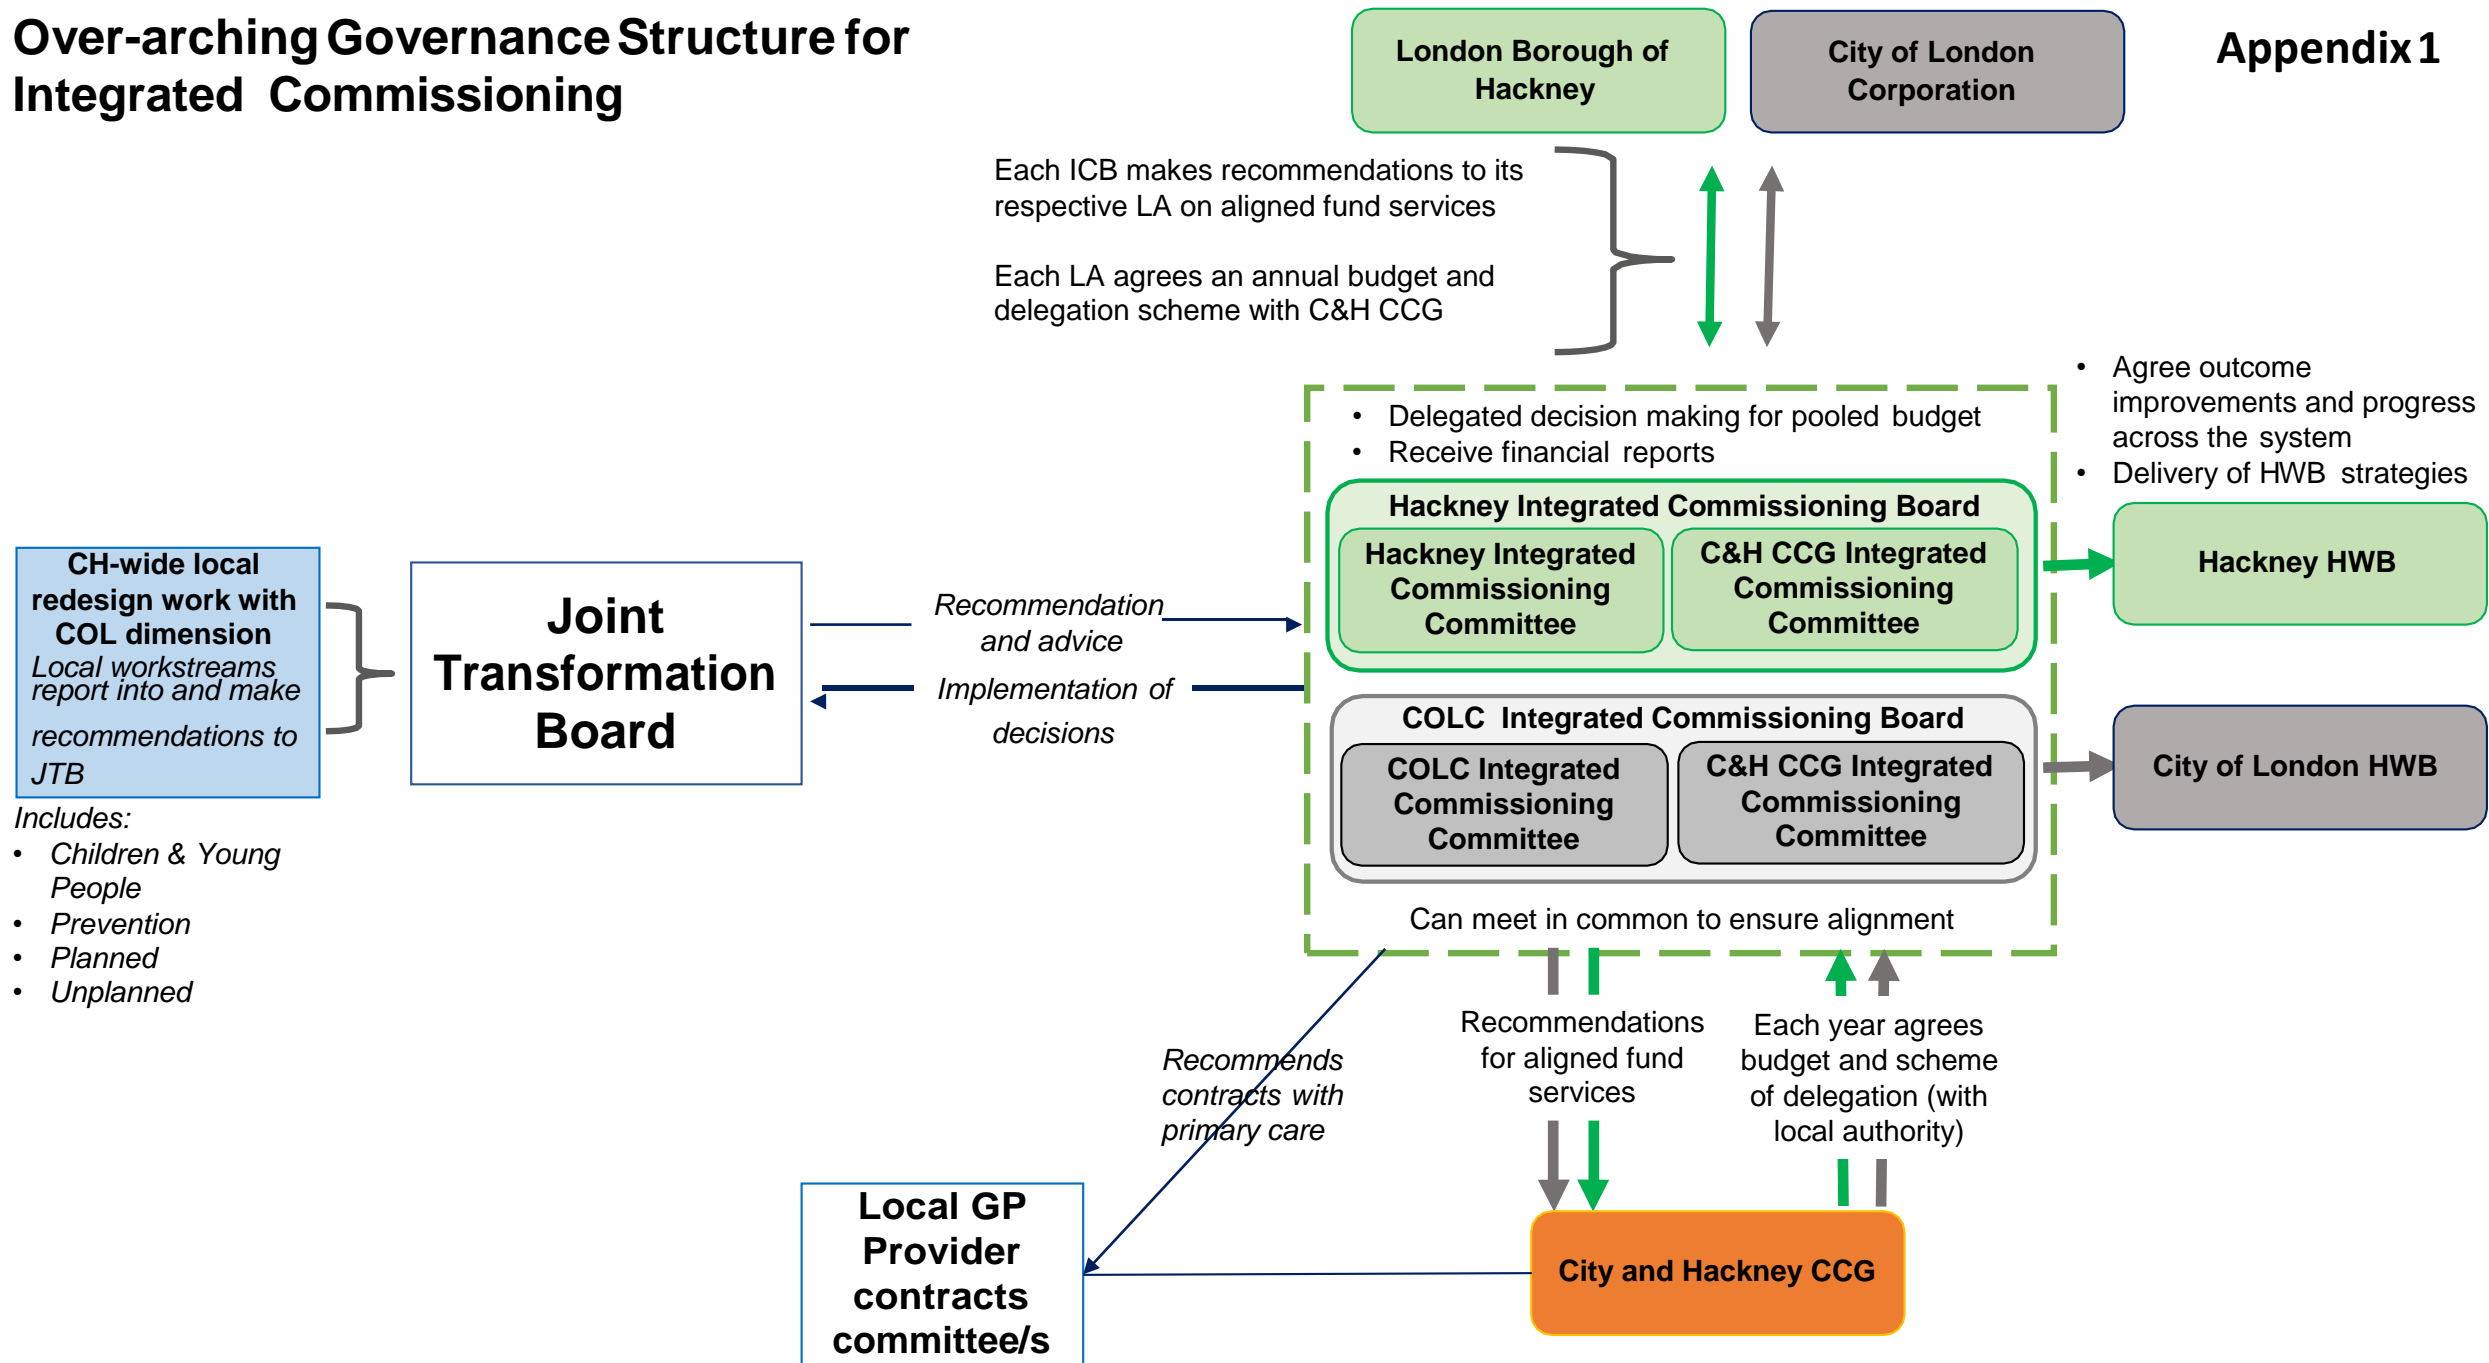 Over-arching Governance Structure for
Integrated Commissioning
London Borough of
Hackney
City of London
Corporation
Appendix 1
Each ICB makes recommendations to its
respective LA on aligned fund services
Each LA agrees an annual budget and
delegation scheme with C&H CCG
• Delegated decision making for pooled budget
• Receive financial reports
• Agree outcome
improvements and progress
across the system
• Delivery of HWB strategies
Hackney Integrated Commissioning Board
Hackney Integrated
Commissioning
Committee
C&H CCG Integrated
Commissioning
Committee
Hackney HWB
CH-wide local
redesign work with
COL dimension
Local workstreams
report into and make
recommendations to
JTB
Joint
Transformation
Board
Recommendation
and advice
Implementation of
decisions
COLC Integrated Commissioning Board
COLC Integrated
Commissioning
Committee
C&H CCG Integrated
Commissioning
Committee
City of London HWB
Includes:
• Children & Young
People
• Prevention
• Planned
• Unplanned
Can meet in common to ensure alignment
Recommends
contracts with
primary care
Recommendations
for aligned fund
services
Each year agrees
budget and scheme
of delegation (with
local authority)
Local GP
Provider
contracts
committee/s
City and Hackney CCG